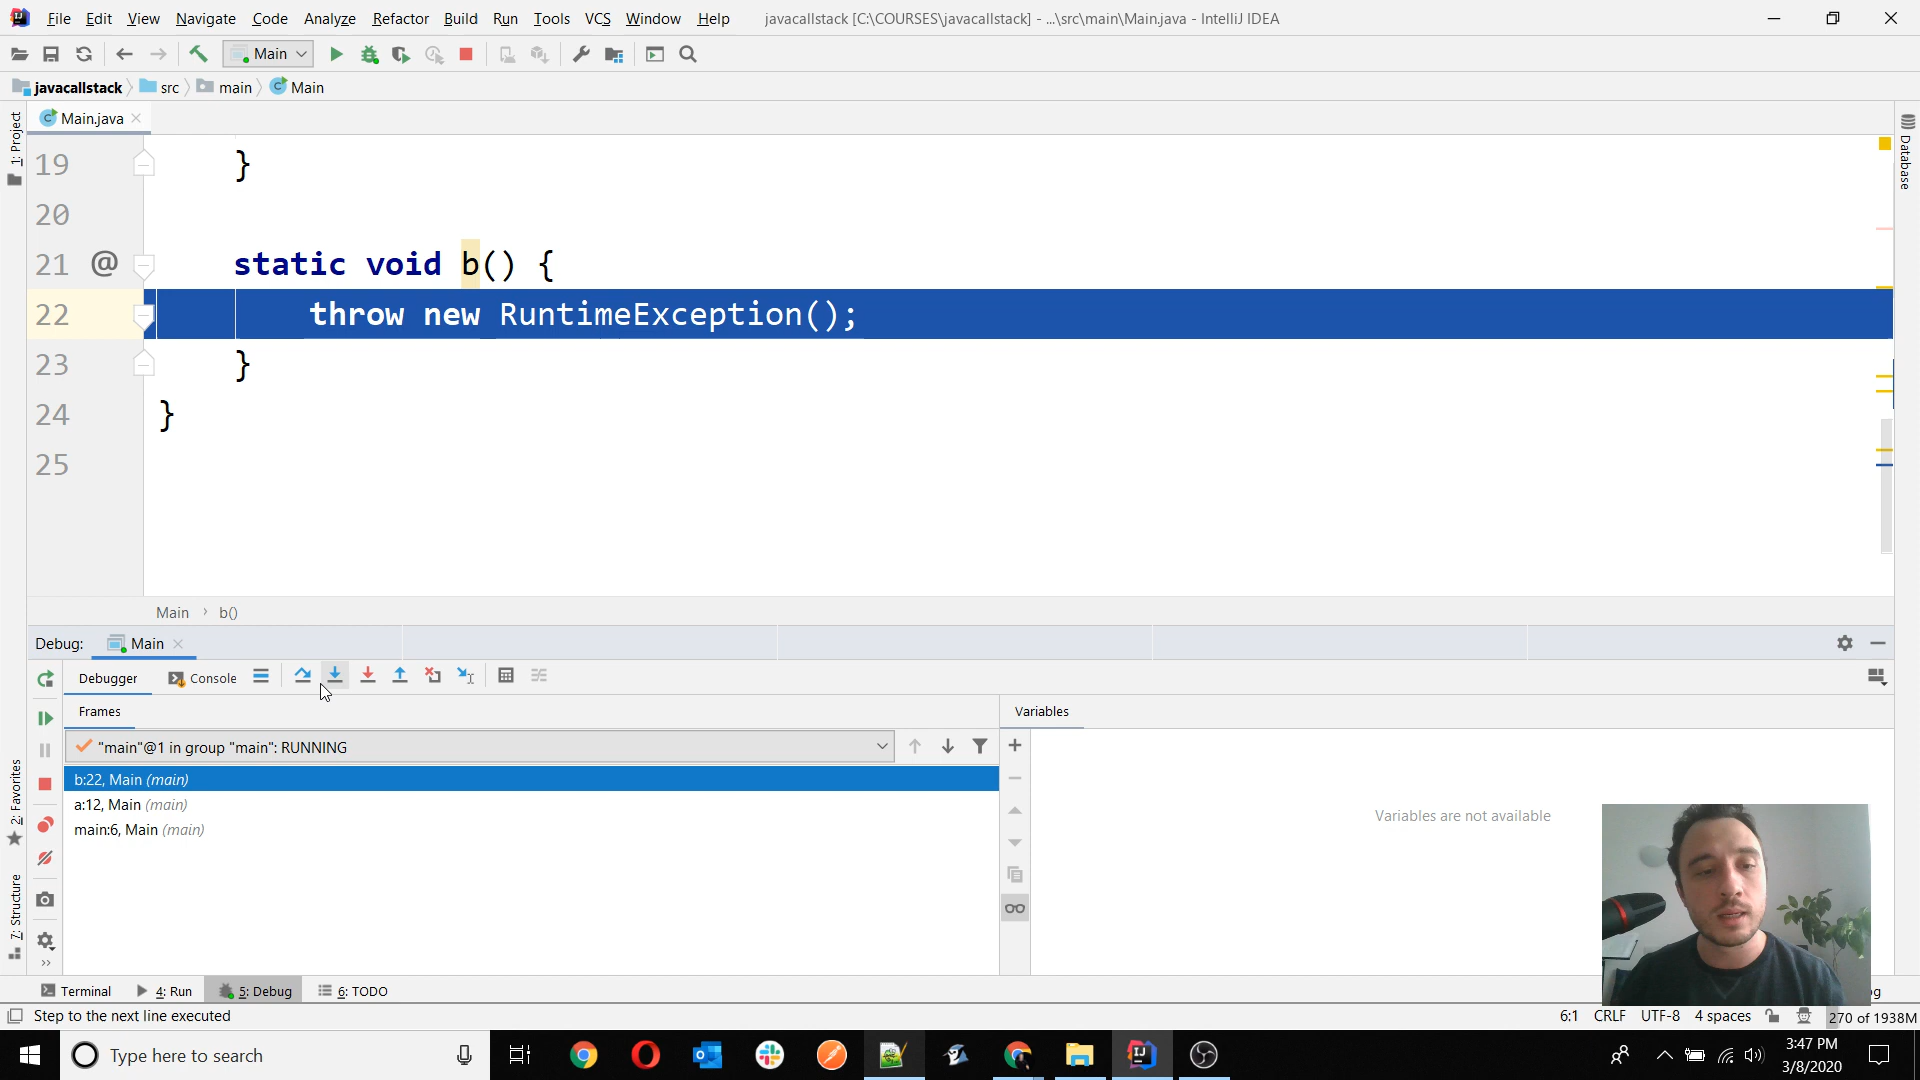 File Edit View Navigate Code Analyze Refactor Build Run Tools VCS Window Help javacallstack [C:\COURSES\javacallstack] - ...\src\main\Main.java - IntelliJ IDEA
Main
javacallstack src main Main
Main.java
1: Project
Database
19 }
20
21 @ static void b() {
22 throw new RuntimeException();
23 }
24 }
25
Main › b()
Debug: Main
Debugger Console
Frames
Variables
"main"@1 in group "main": RUNNING
b:22, Main (main)
a:12, Main (main)
main:6, Main (main)
Variables are not available
2: Favorites
7: Structure
Terminal 4: Run 5: Debug 6: TODO
Step to the next line executed
6:1 CRLF UTF-8 4 spaces 270 of 1938M
Type here to search
3:47 PM
3/8/2020